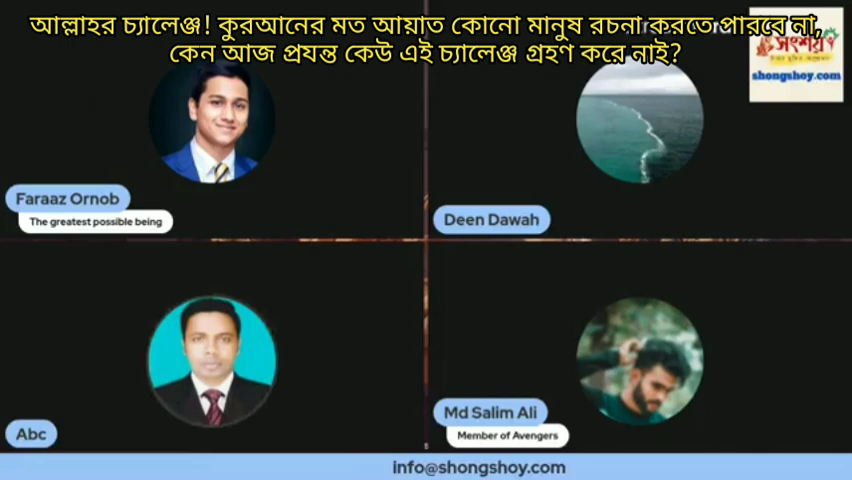 আল্লাহর চ্যালেঞ্জ! কুরআনের মত আয়াত কোনো মানুষ রচনা করতে পারবে না,
কেন আজ প্রযন্ত কেউ এই চ্যালেঞ্জ গ্রহণ করে নাই?
সংশয়
shongshoy.com
Faraaz Ornob
The greatest possible being
Deen Dawah
Abc
Md Salim Ali
Member of Avengers
info@shongshoy.com